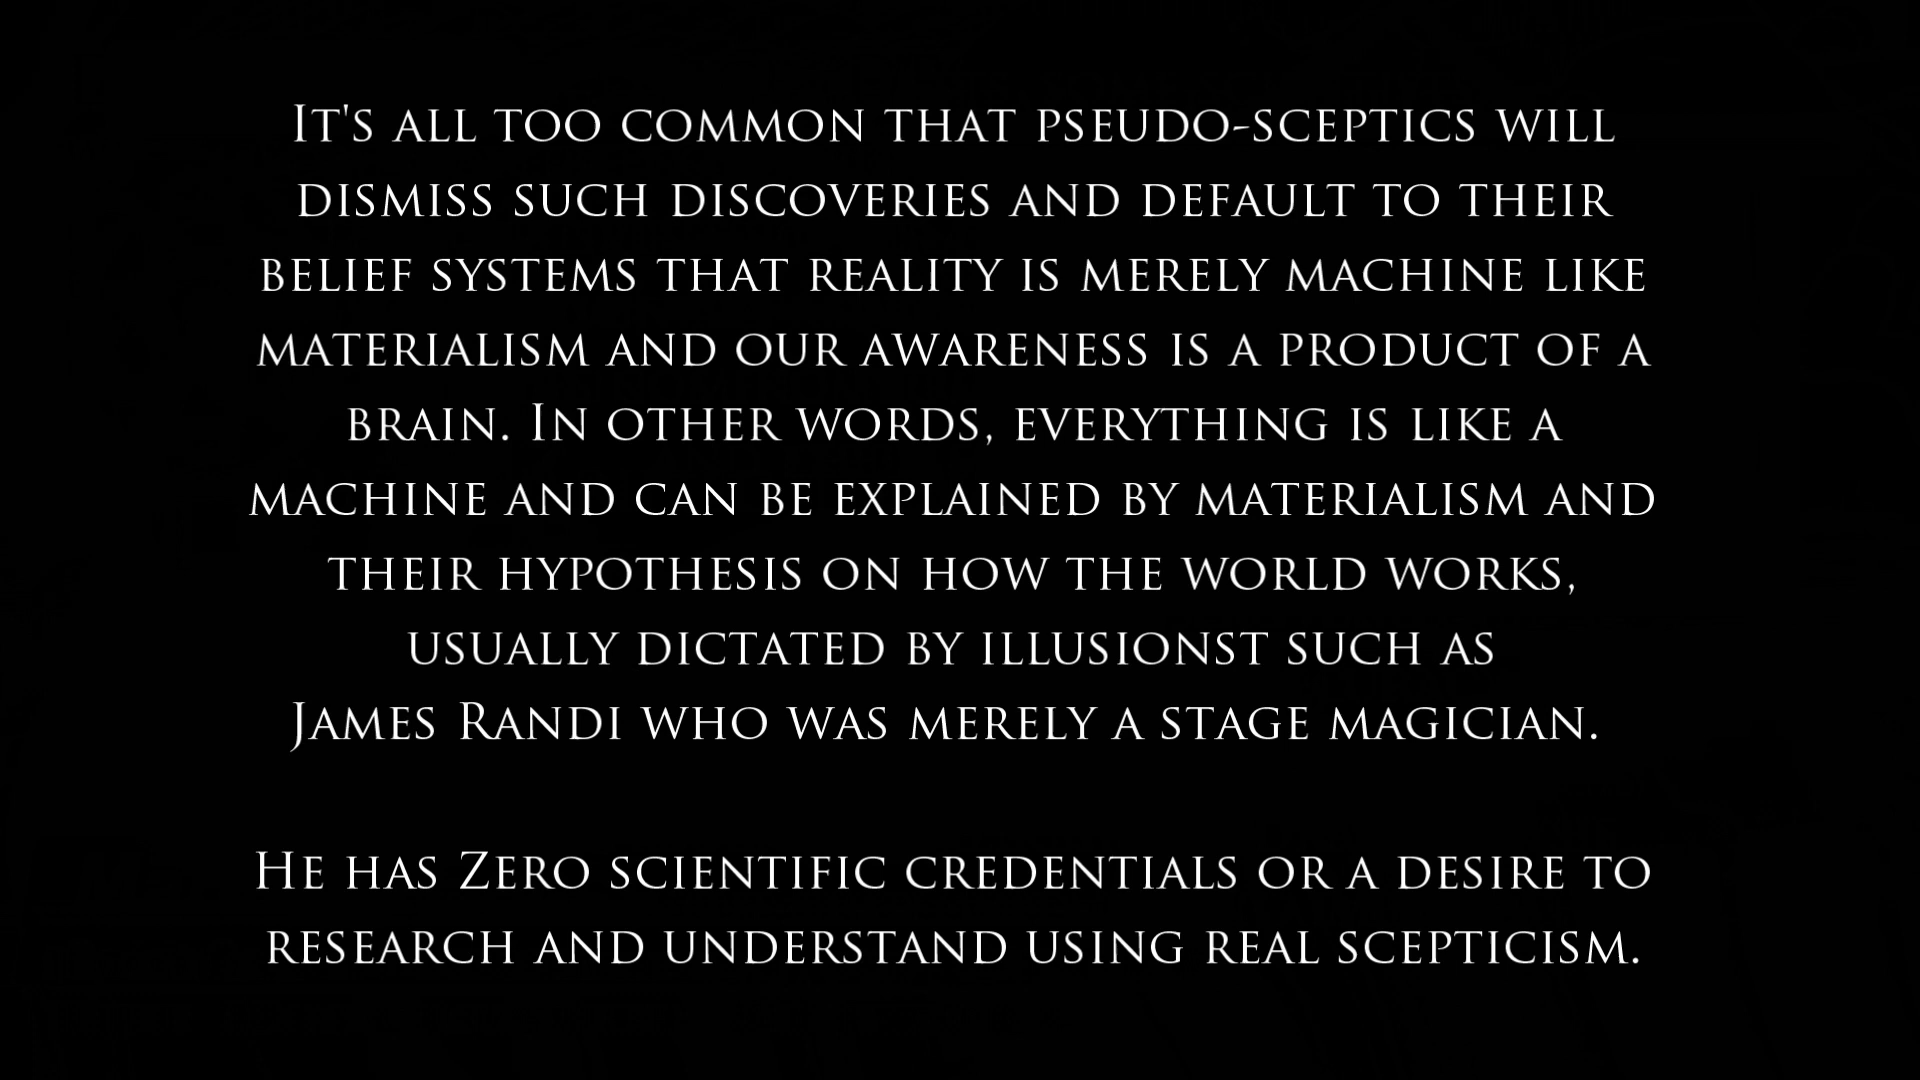 It's all too common that pseudo-sceptics will
dismiss such discoveries and default to their
belief systems that reality is merely machine like
materialism and our awareness is a product of a
brain. In other words, everything is like a
machine and can be explained by materialism and
their hypothesis on how the world works,
usually dictated by illusionst such as
James Randi who was merely a stage magician.
He has Zero scientific credentials or a desire to
research and understand using real scepticism.